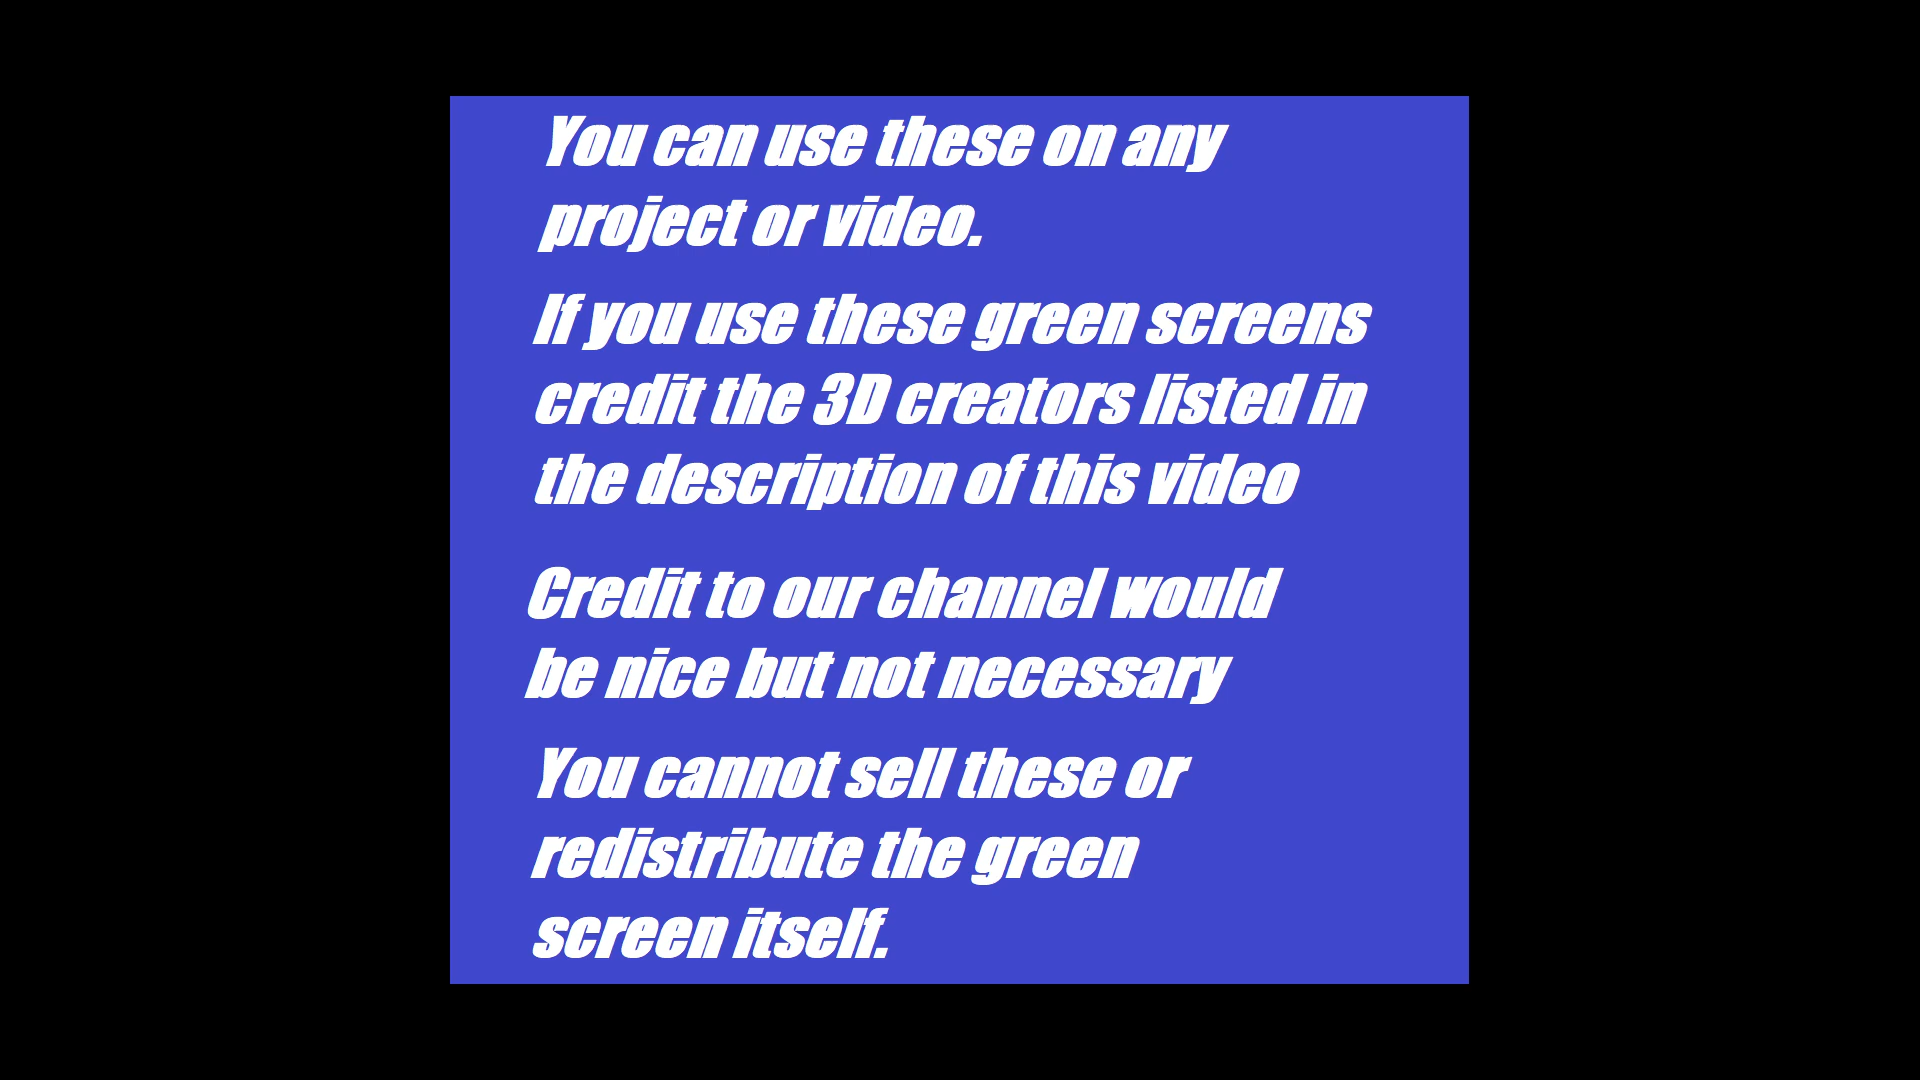 You can use these on any
project or video.
If you use these green screens
credit the 3D creators listed in
the description of this video
Credit to our channel would
be nice but not necessary
You cannot sell these or
redistribute the green
screen itself.